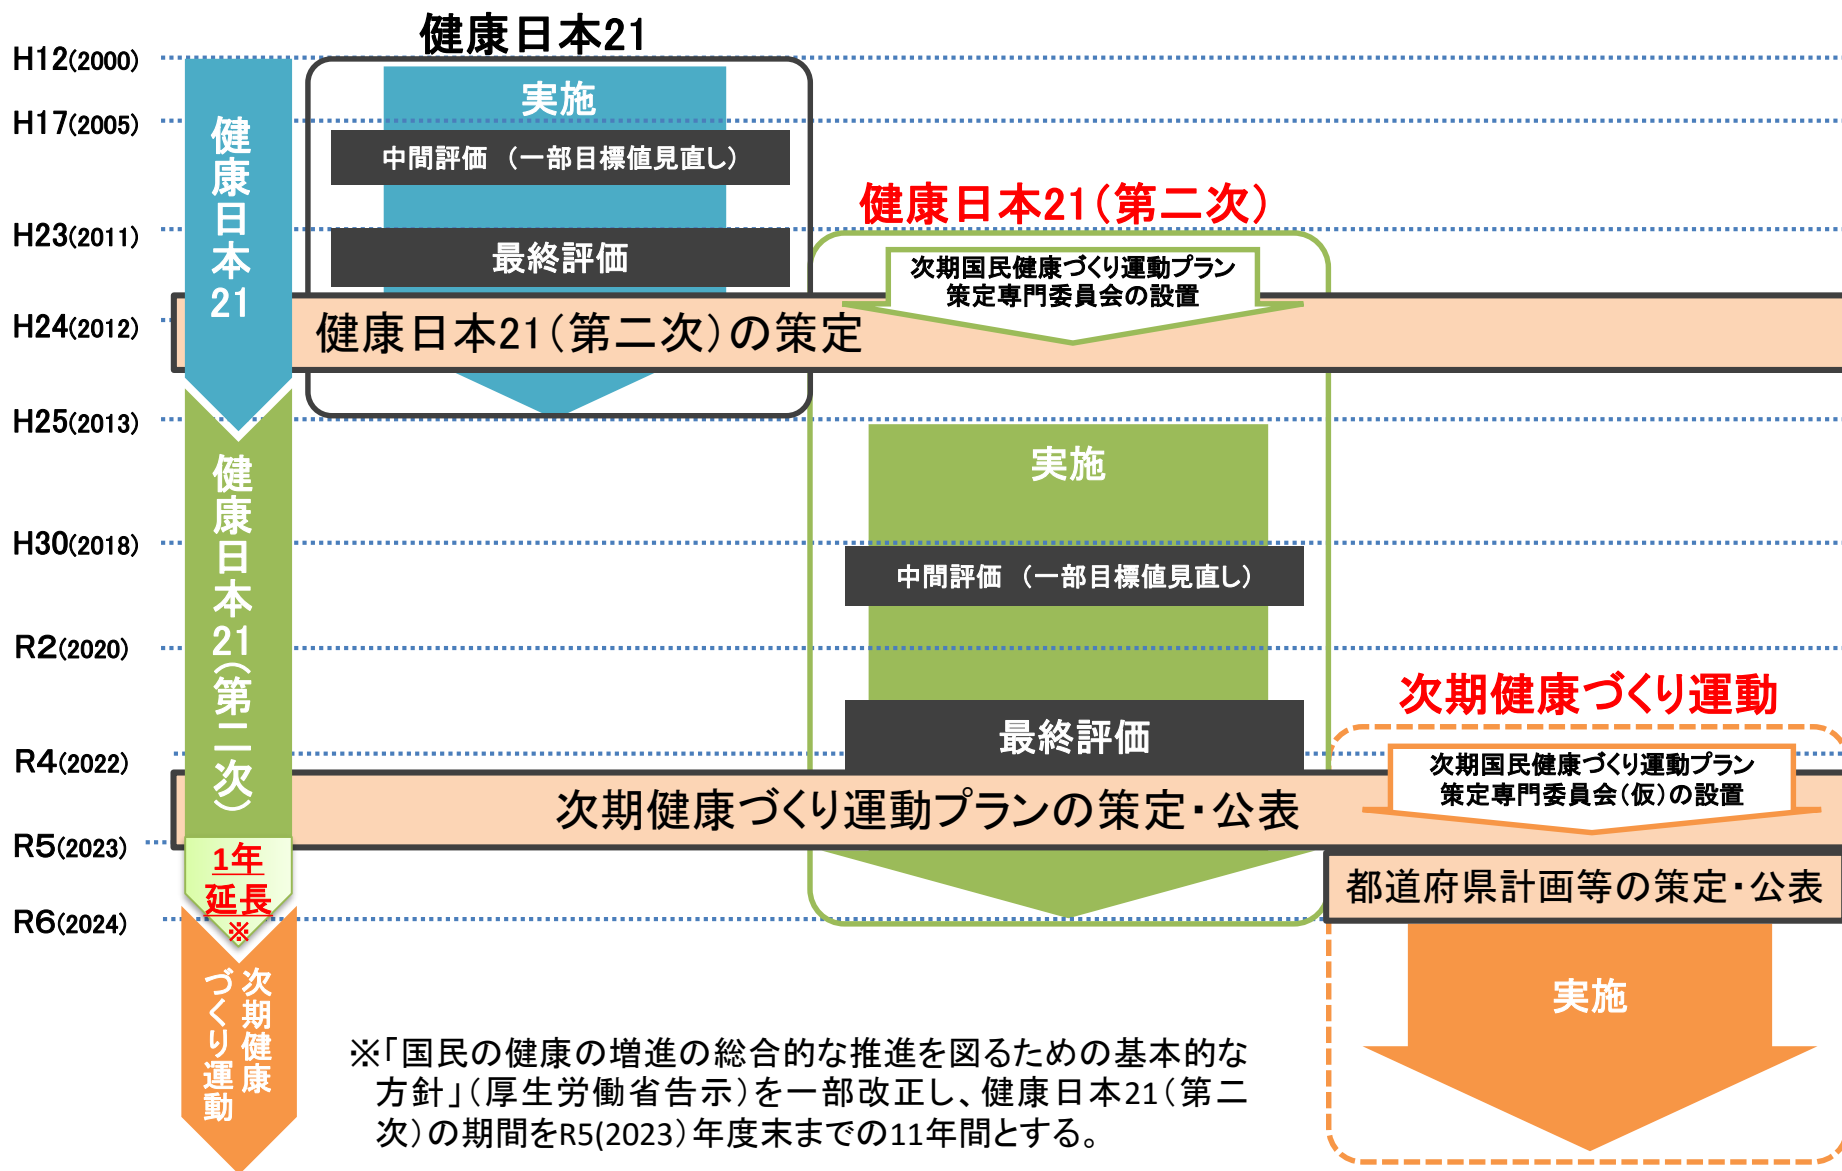 健康日本21
H12(2000)
H17(2005)
H23(2011)
H24(2012)
H25(2013)
H30(2018)
R2(2020)
R4(2022)
R5(2023)
R6(2024)
健康日本21
健康日本21(第二次)
1年
延長
※
次期健康
づくり運動
実施
中間評価 (一部目標値見直し)
最終評価
健康日本21(第二次)
次期国民健康づくり運動プラン
策定専門委員会の設置
健康日本21(第二次)の策定
実施
中間評価 (一部目標値見直し)
最終評価
次期健康づくり運動
次期国民健康づくり運動プラン
策定専門委員会(仮)の設置
次期健康づくり運動プランの策定・公表
都道府県計画等の策定・公表
実施
※「国民の健康の増進の総合的な推進を図るための基本的な
方針」(厚生労働省告示)を一部改正し、健康日本21(第二
次)の期間をR5(2023)年度末までの11年間とする。